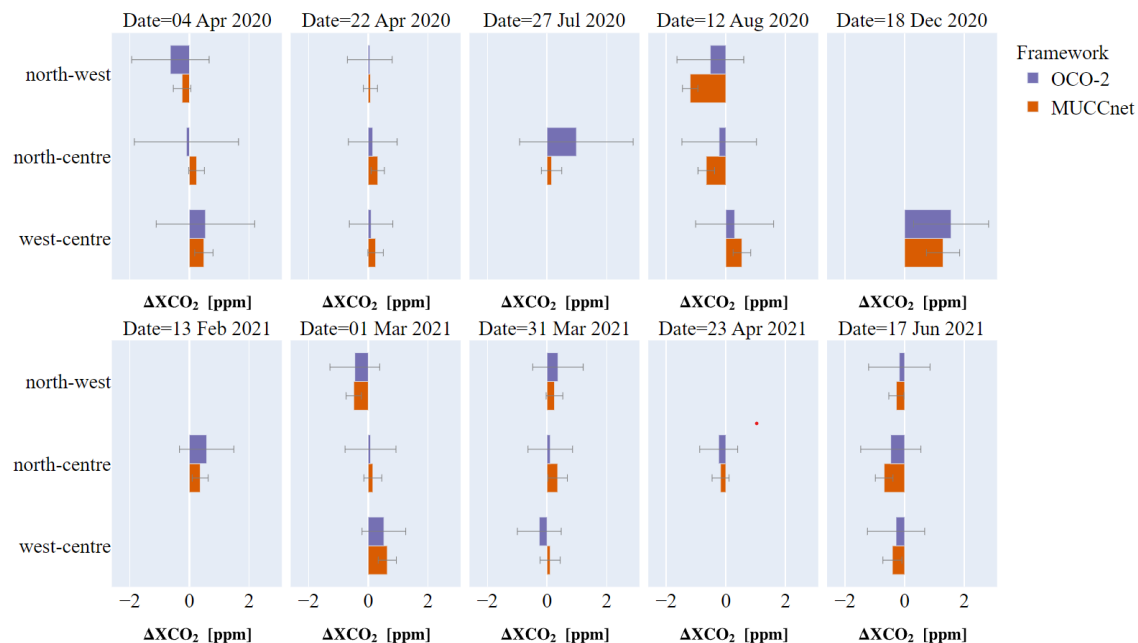 Date=04 Apr 2020 Date=22 Apr 2020 Date=27 Jul 2020 Date=12 Aug 2020 Date=18 Dec 2020
Framework
OCO-2
MUCCnet
north-west
north-centre
west-centre
ΔXCO₂ [ppm] ΔXCO₂ [ppm] ΔXCO₂ [ppm] ΔXCO₂ [ppm] ΔXCO₂ [ppm]
Date=13 Feb 2021 Date=01 Mar 2021 Date=31 Mar 2021 Date=23 Apr 2021 Date=17 Jun 2021
north-west
north-centre
west-centre
−2 0 2 −2 0 2 −2 0 2 −2 0 2 −2 0 2
ΔXCO₂ [ppm] ΔXCO₂ [ppm] ΔXCO₂ [ppm] ΔXCO₂ [ppm] ΔXCO₂ [ppm]